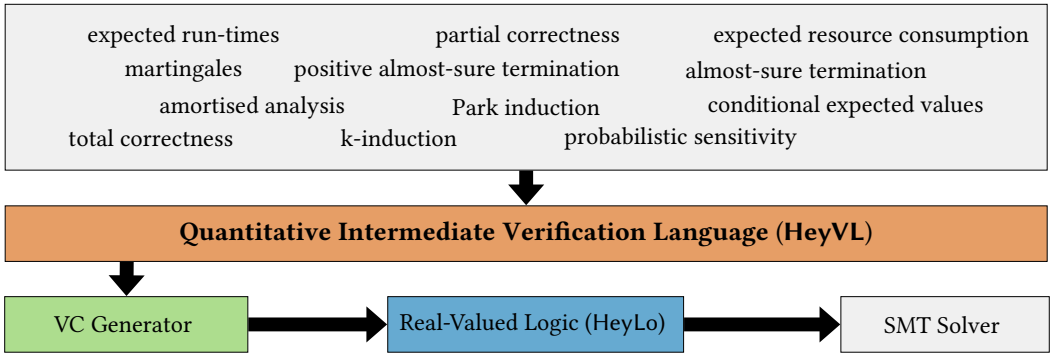 expected run-times partial correctness expected resource consumption
martingales positive almost-sure termination almost-sure termination
amortised analysis Park induction conditional expected values
total correctness k-induction probabilistic sensitivity
Quantitative Intermediate Verification Language (HeyVL)
VC Generator Real-Valued Logic (HeyLo) SMT Solver